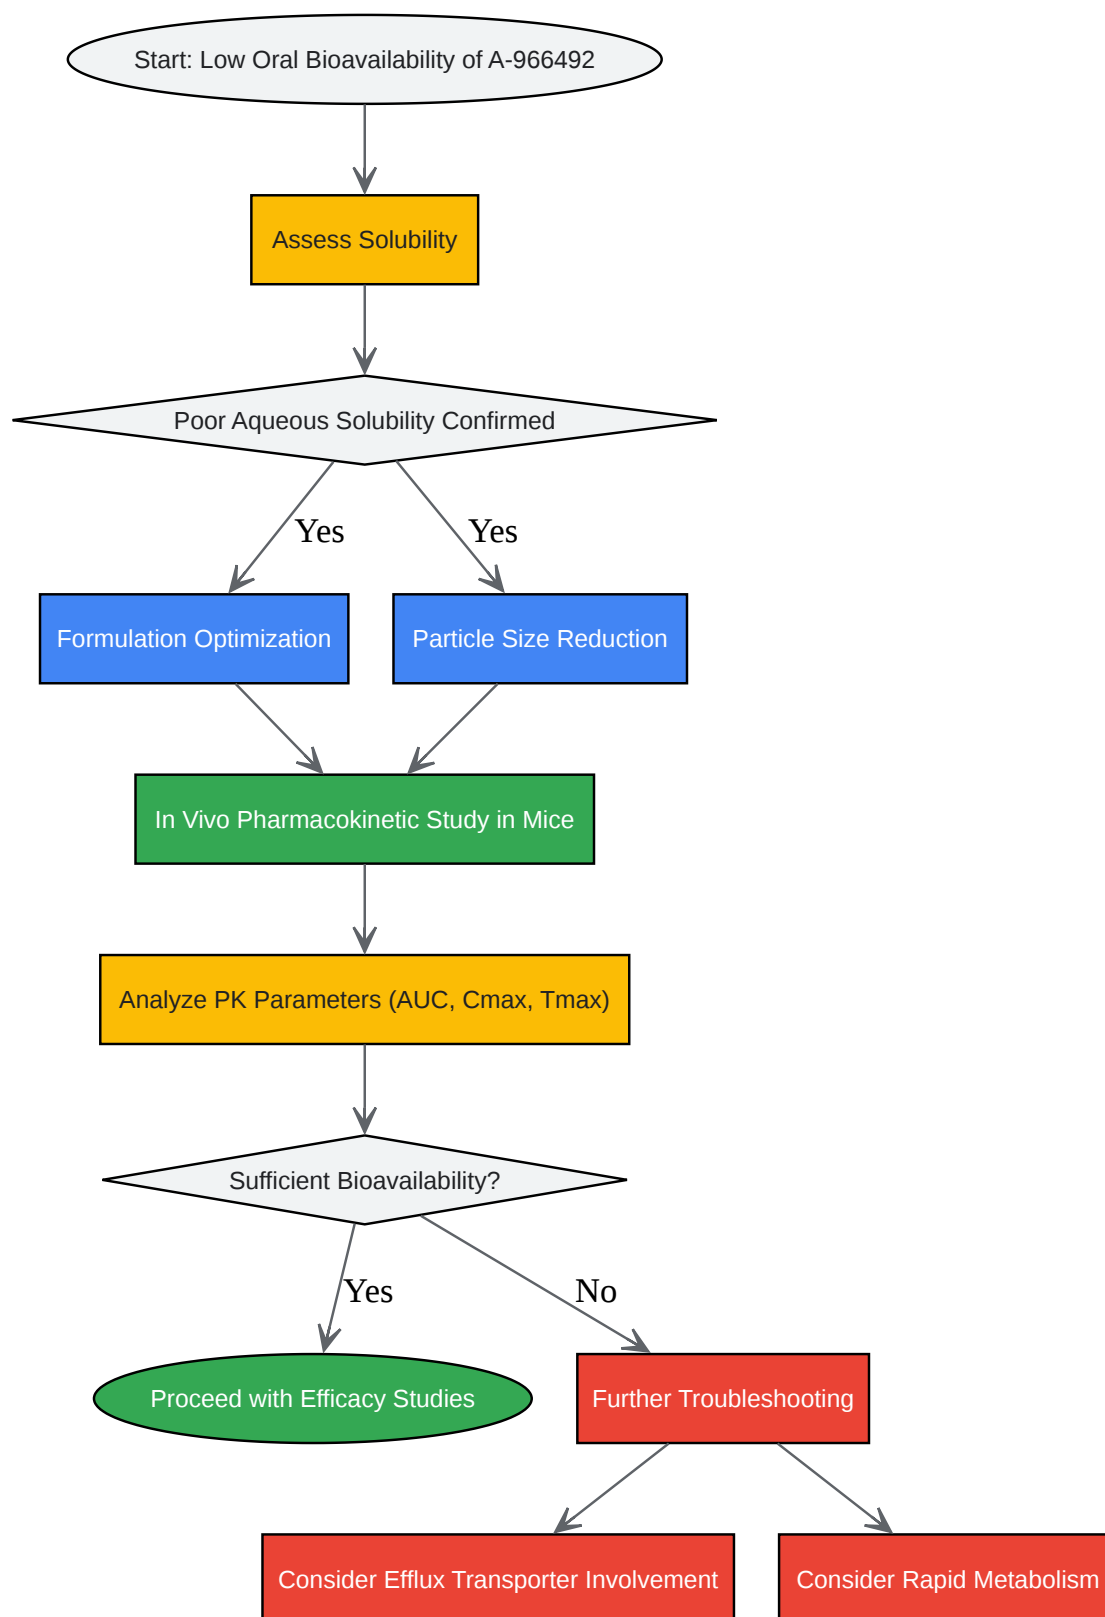 Start: Low Oral Bioavailability of A-966492
Assess Solubility
Poor Aqueous Solubility Confirmed
Yes
Yes
Formulation Optimization
Particle Size Reduction
In Vivo Pharmacokinetic Study in Mice
Analyze PK Parameters (AUC, Cmax, Tmax)
Sufficient Bioavailability?
Yes
No
Proceed with Efficacy Studies
Further Troubleshooting
Consider Efflux Transporter Involvement
Consider Rapid Metabolism